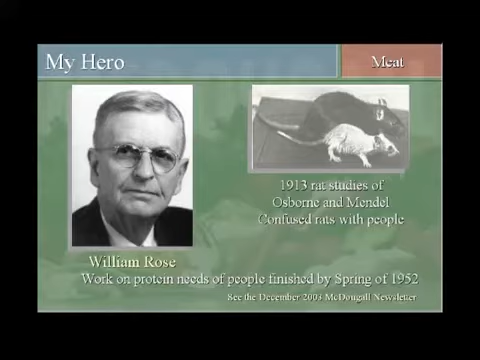 My Hero
Meat
1913 rat studies of
Osborne and Mendel
Confused rats with people
William Rose
Work on protein needs of people finished by Spring of 1952
See the December 2003 McDougall Newsletter